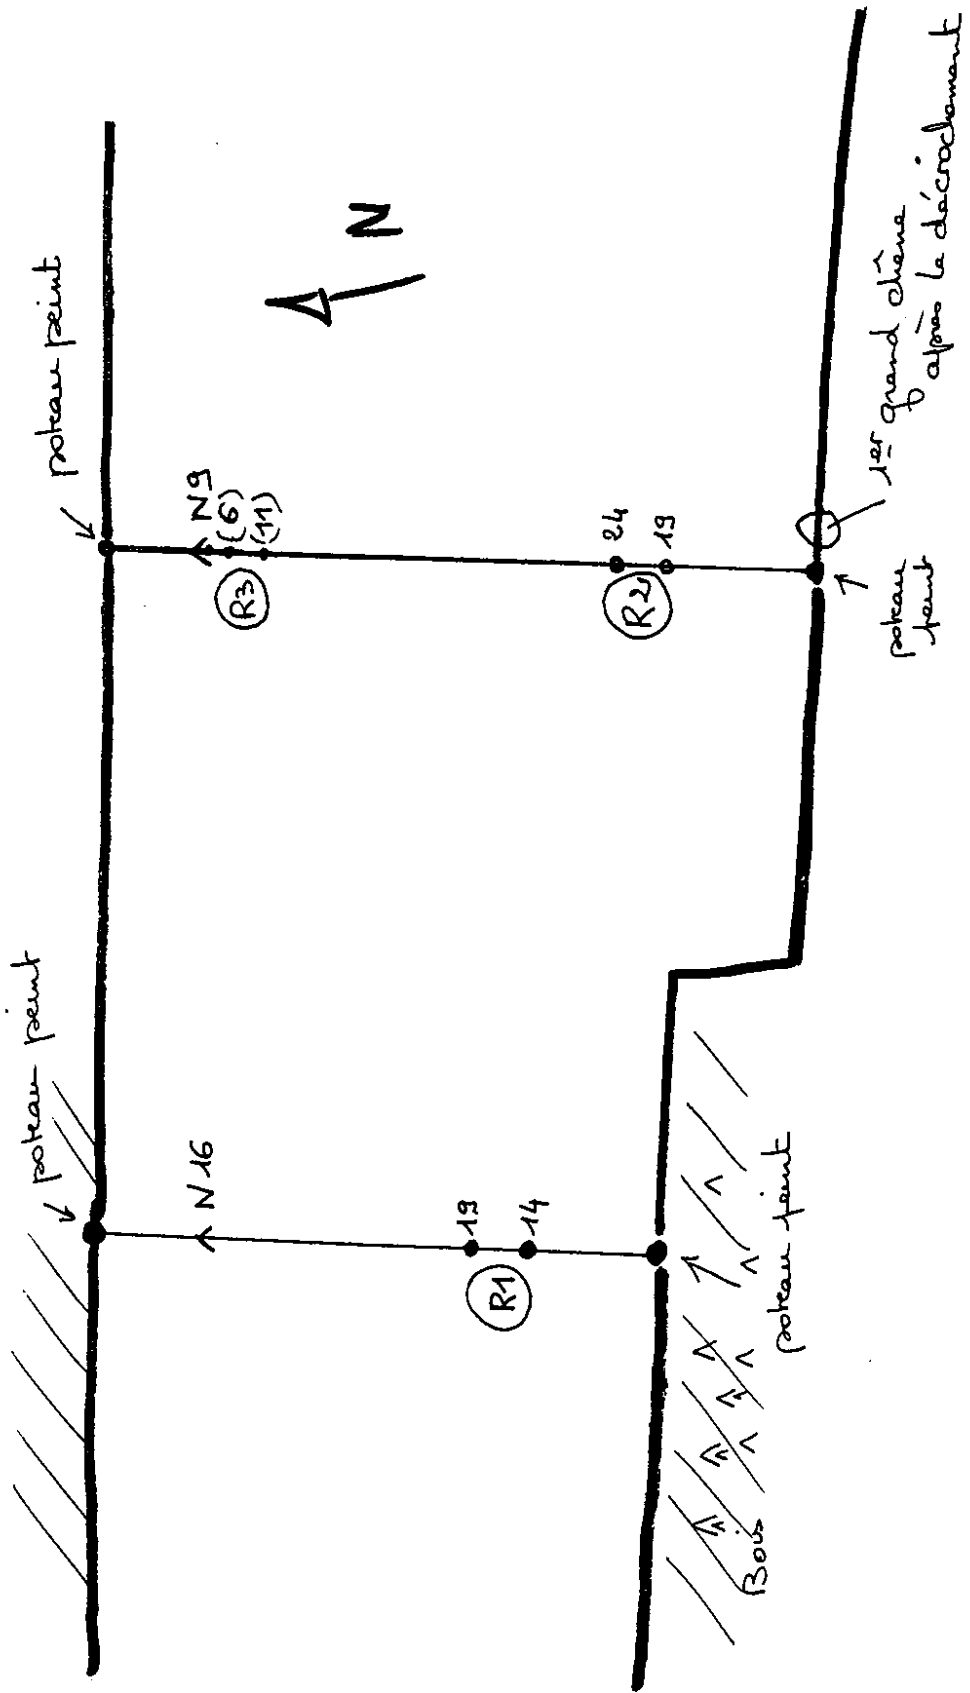 poteau peint
poteau peint
N16
N9
(6)
(11)
R3
N
19
R1
14
24
R2
19
Bois
poteau peint
poteau
peint
1er grand chêne
après le décrochement